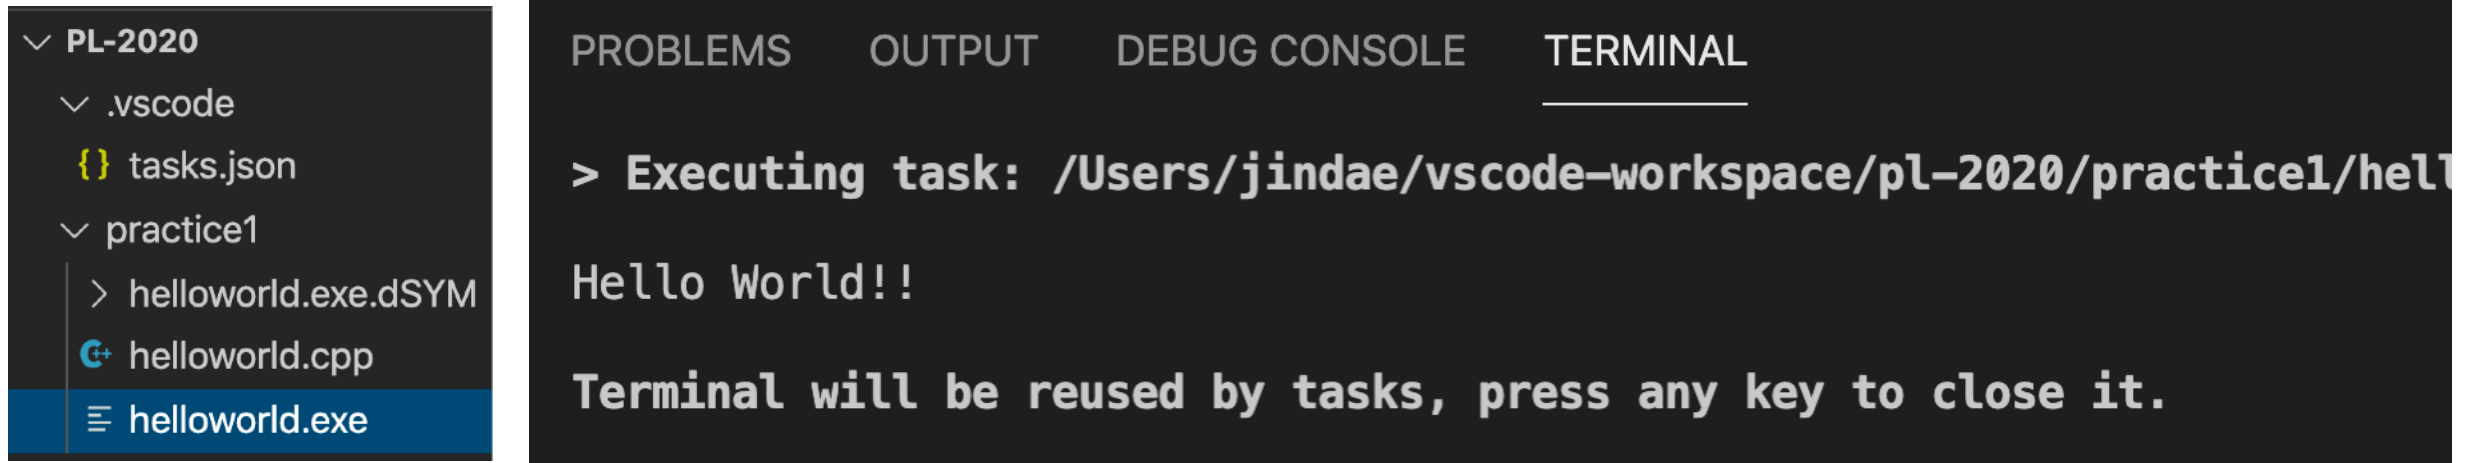 PL-2020
.vscode
{} tasks.json
practice1
helloworld.exe.dSYM
helloworld.cpp
helloworld.exe
PROBLEMS OUTPUT DEBUG CONSOLE TERMINAL
> Executing task: /Users/jindae/vscode-workspace/pl-2020/practice1/hell
Hello World!!
Terminal will be reused by tasks, press any key to close it.